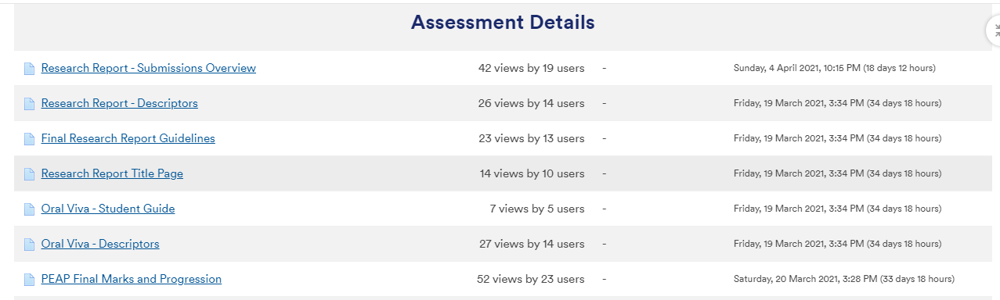 Assessment Details
Research Report - Submissions Overview 42 views by 19 users - Sunday, 4 April 2021, 10:15 PM (18 days 12 hours)
Research Report - Descriptors 26 views by 14 users - Friday, 19 March 2021, 3:34 PM (34 days 18 hours)
Final Research Report Guidelines 23 views by 13 users - Friday, 19 March 2021, 3:34 PM (34 days 18 hours)
Research Report Title Page 14 views by 10 users - Friday, 19 March 2021, 3:34 PM (34 days 18 hours)
Oral Viva - Student Guide 7 views by 5 users - Friday, 19 March 2021, 3:34 PM (34 days 18 hours)
Oral Viva - Descriptors 27 views by 14 users - Friday, 19 March 2021, 3:34 PM (34 days 18 hours)
PEAP Final Marks and Progression 52 views by 23 users - Saturday, 20 March 2021, 3:28 PM (33 days 18 hours)